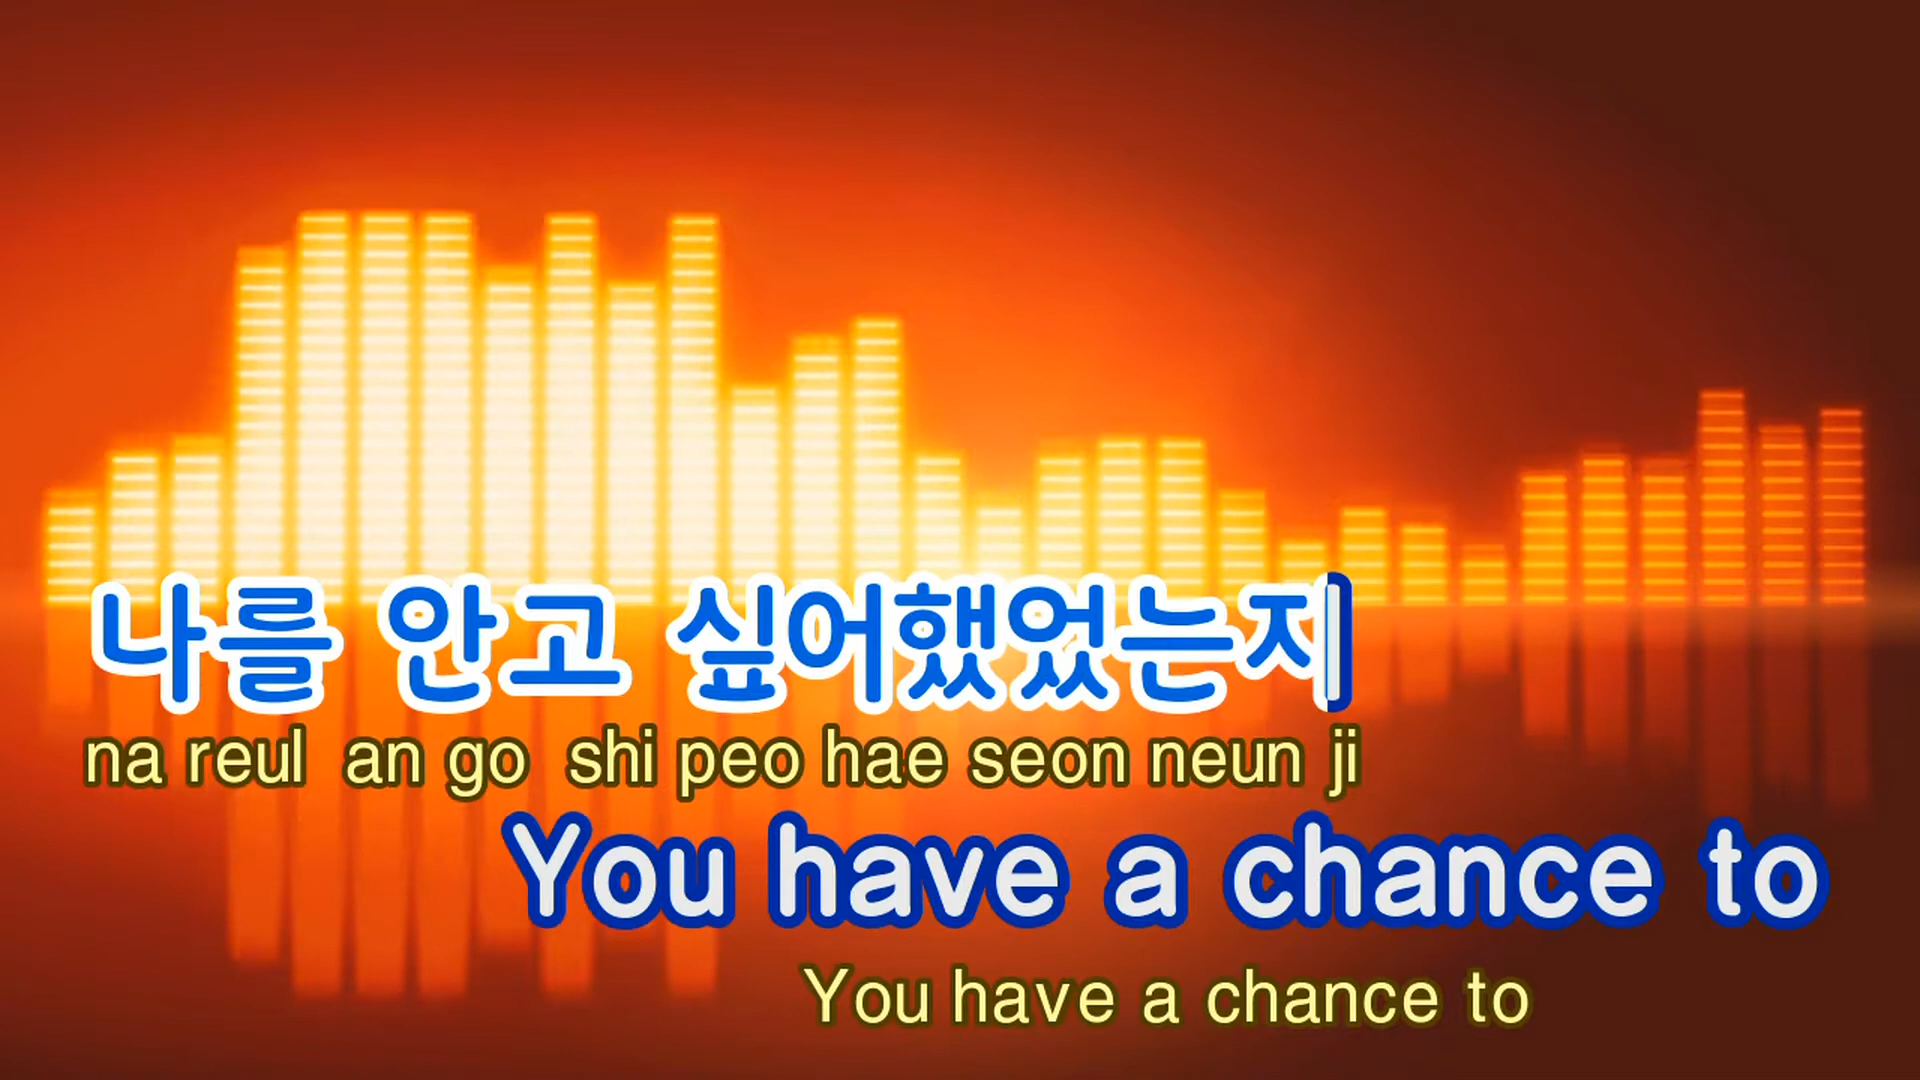 나를 안고 싶어했었는지
na reul an go shi peo hae seon neun ji
You have a chance to
You have a chance to